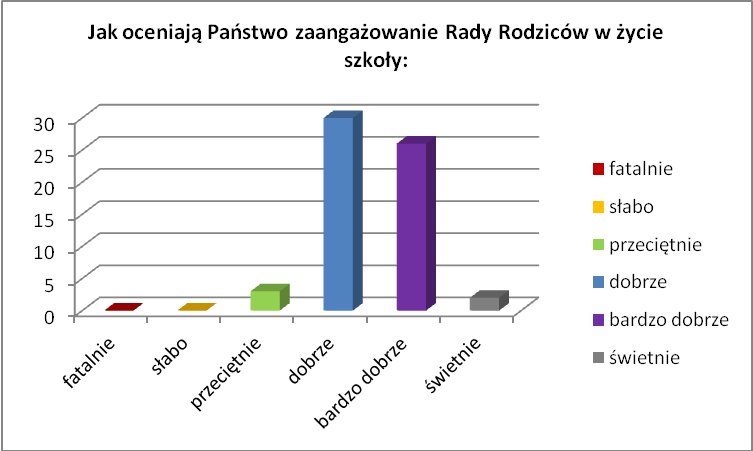 Jak oceniają Państwo zaangażowanie Rady Rodziców w życie
szkoły:
30
25
20
15
10
5
0
fatalnie
słabo
przeciętnie
dobrze
bardzo dobrze
świetnie
fatalnie
słabo
przeciętnie
dobrze
bardzo dobrze
świetnie